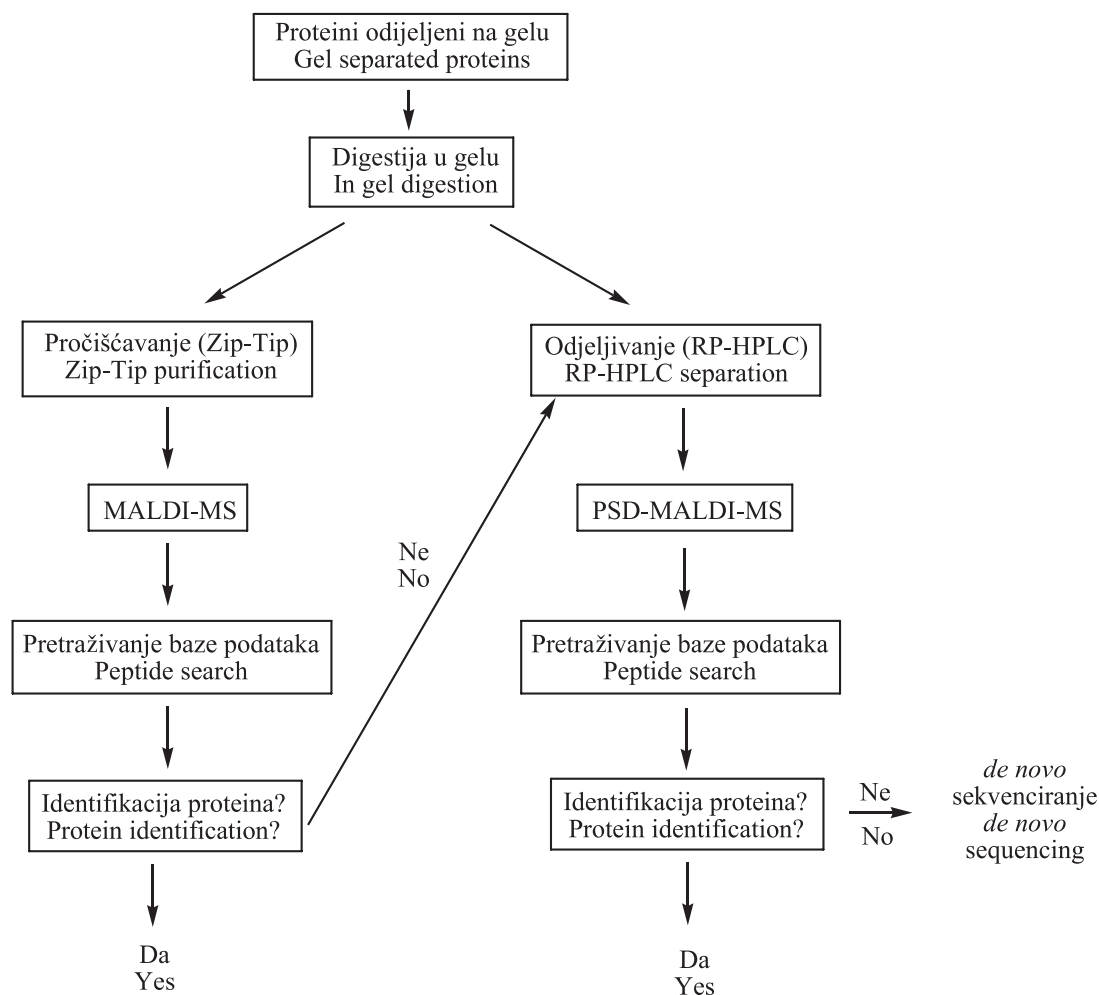 Proteini odijeljeni na gelu
Gel separated proteins
Digestija u gelu
In gel digestion
Pročišćavanje (Zip-Tip)
Zip-Tip purification
Odjeljivanje (RP-HPLC)
RP-HPLC separation
MALDI-MS
PSD-MALDI-MS
Ne
No
Pretraživanje baze podataka
Peptide search
Pretraživanje baze podataka
Peptide search
Identifikacija proteina?
Protein identification?
Identifikacija proteina?
Protein identification?
Ne
No
de novo
sekvenciranje
de novo
sequencing
Da
Yes
Da
Yes